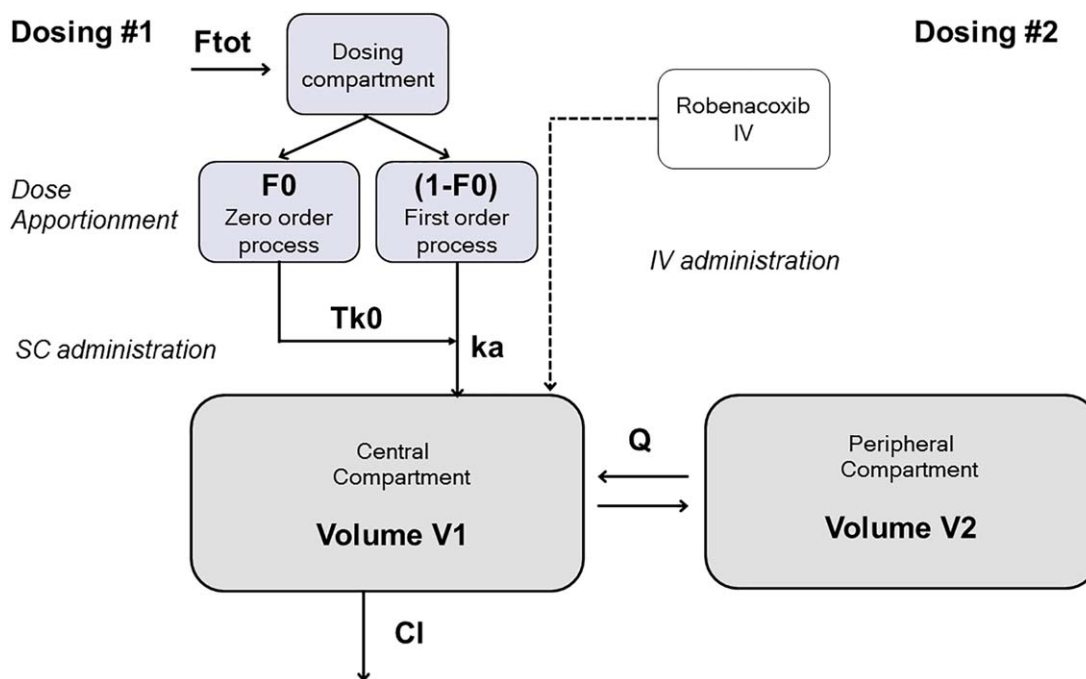 Dosing #1
Dosing #2
Ftot
Dosing
compartment
Robenacoxib
IV
Dose
Apportionment
F0
Zero order
process
(1-F0)
First order
process
IV administration
Tk0
SC administration
ka
Central
Compartment
Volume V1
Q
Peripheral
Compartment
Volume V2
Cl